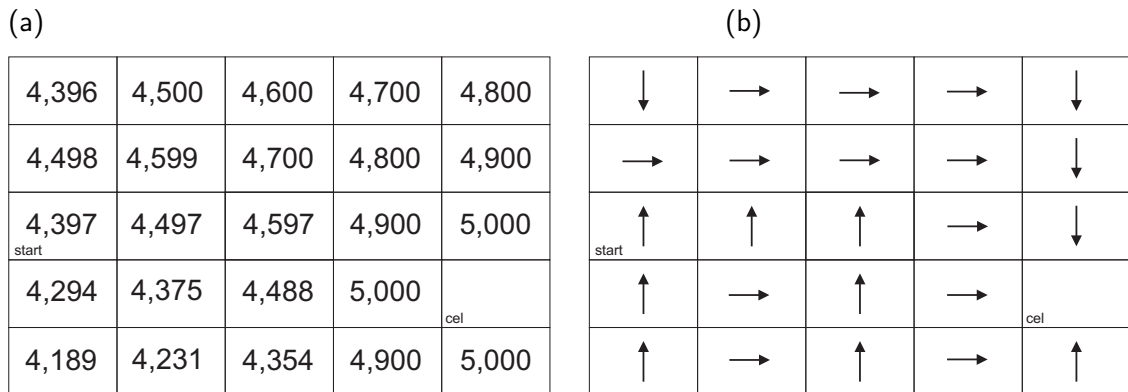 (a) (b)
4,396 4,500 4,600 4,700 4,800
4,498 4,599 4,700 4,800 4,900
4,397 4,497 4,597 4,900 5,000
start start
4,294 4,375 4,488 5,000
cel cel
4,189 4,231 4,354 4,900 5,000